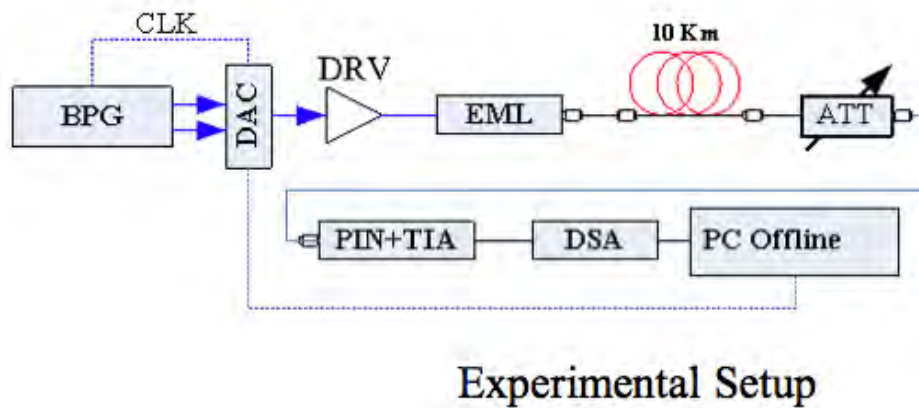 CLK
10 Km
DRV
BPG
DAC
EML
ATT
PIN+TIA
DSA
PC Offline
Experimental Setup